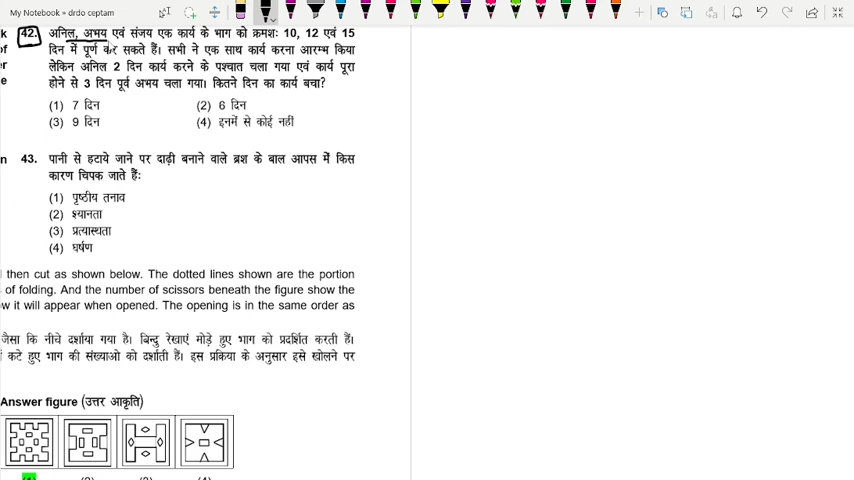 My Notebook » drdo ceptam
k 42. अनिल, अभय एवं संजय एक कार्य के भाग को क्रमशः 10, 12 एवं 15
of दिन में पूर्ण कर सकते हैं। सभी ने एक साथ कार्य करना आरम्भ किया
er लेकिन अनिल 2 दिन कार्य करने के पश्चात चला गया एवं कार्य पूरा
e होने से 3 दिन पूर्व अभय चला गया। कितने दिन का कार्य बचा?
(1) 7 दिन (2) 6 दिन
(3) 9 दिन (4) इनमें से कोई नहीं
n 43. पानी से हटाये जाने पर दाढ़ी बनाने वाले ब्रश के बाल आपस में किस
कारण चिपक जाते हैंः
(1) पृष्ठीय तनाव
(2) श्यानता
(3) प्रत्यास्थता
(4) घर्षण
then cut as shown below. The dotted lines shown are the portion
of folding. And the number of scissors beneath the figure show the
w it will appear when opened. The opening is in the same order as
जैसा कि नीचे दर्शाया गया है। बिन्दु रेखाएं मोड़े हुए भाग को प्रदर्शित करती हैं।
कटे हुए भाग की संख्याओ को दर्शाती हैं। इस प्रक्रिया के अनुसार इसे खोलने पर
Answer figure (उत्तर आकृति)